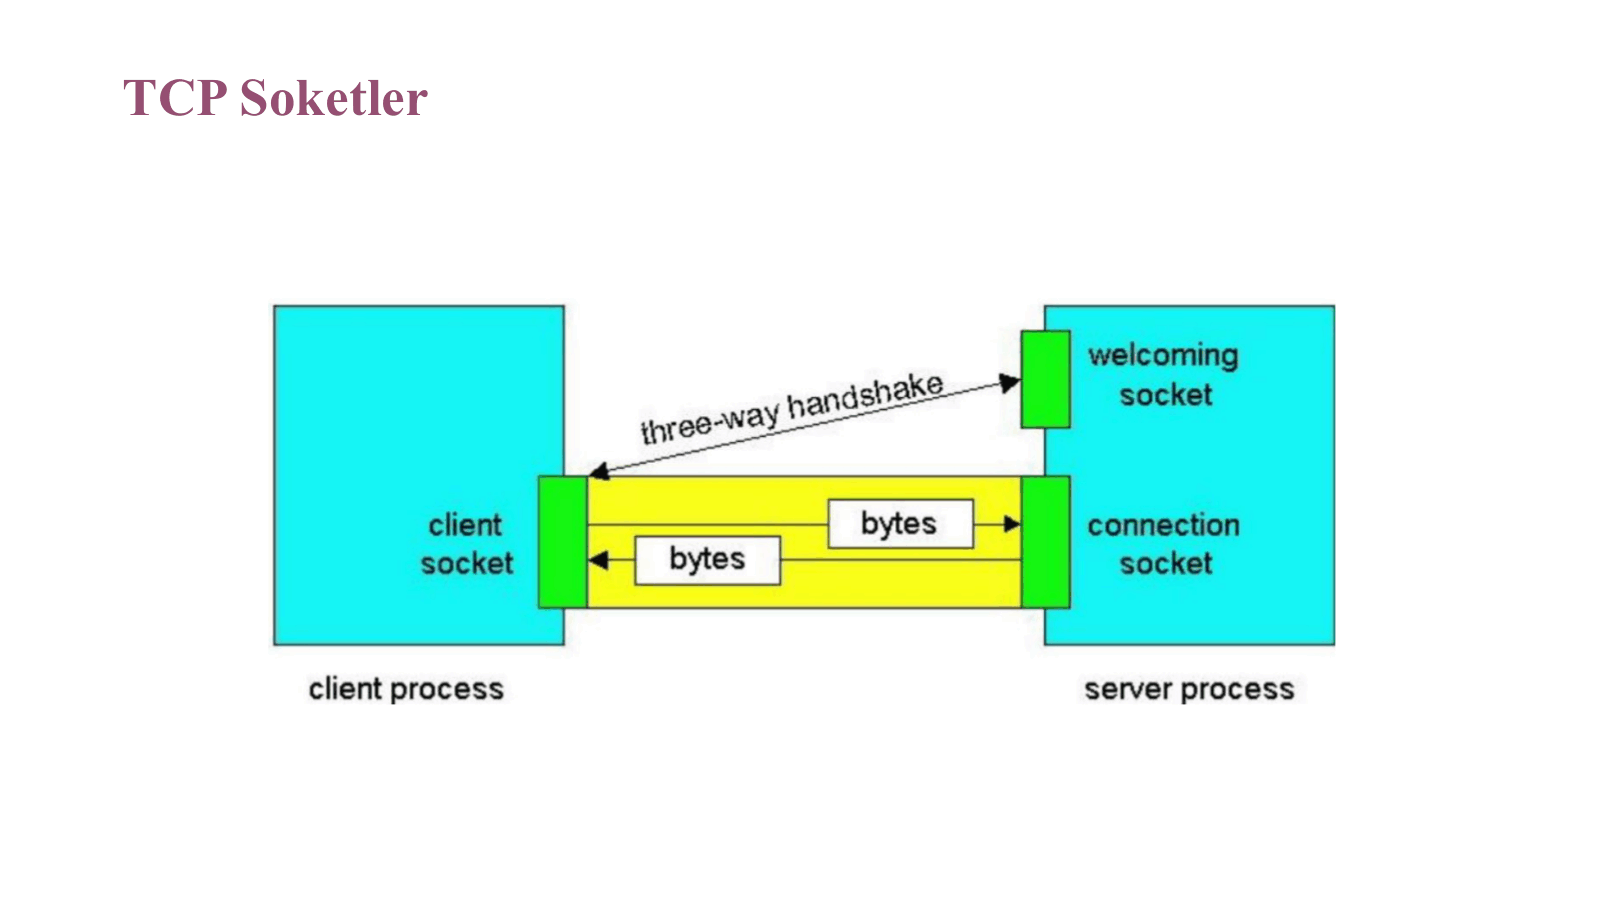 TCP Soketler
welcoming
socket
three-way handshake
client
socket
bytes
bytes
connection
socket
client process
server process